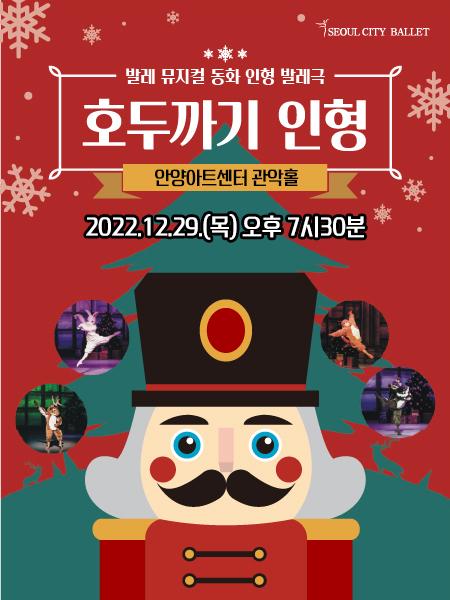 SEOUL CITY BALLET
발레 뮤지컬 동화 인형 발레극
호두까기 인형
안양아트센터 관악홀
2022.12.29.(목) 오후 7시30분